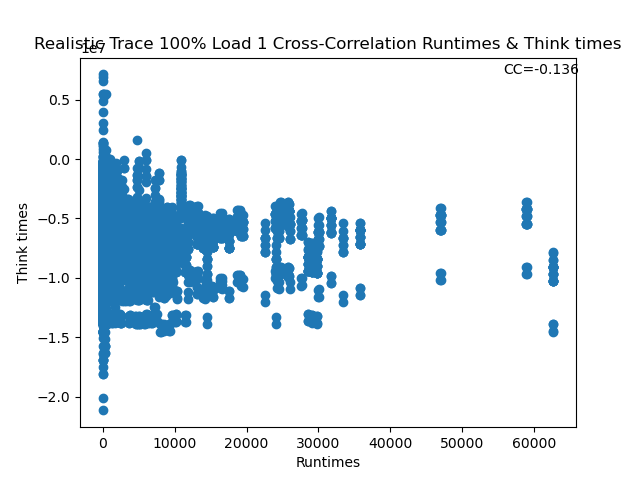 Realistic Trace 100% Load 1 Cross-Correlation Runtimes & Think times
1e7
CC=-0.136
0.5
0.0
−0.5
−1.0
−1.5
−2.0
Think times
0 10000 20000 30000 40000 50000 60000
Runtimes